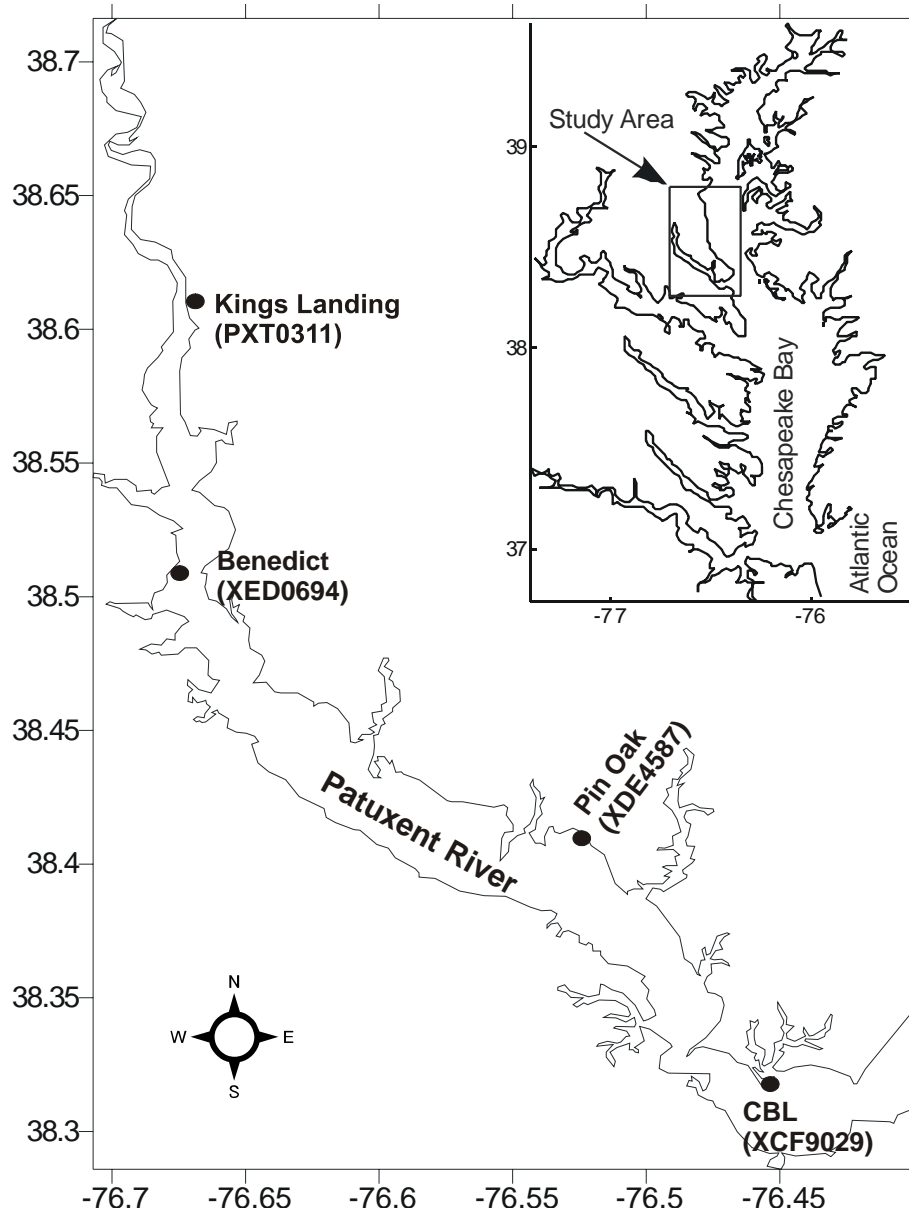 38.7
38.65
38.6
38.55
38.5
38.45
38.4
38.35
38.3
-76.7
-76.65
-76.6
-76.55
-76.5
-76.45
Kings Landing
(PXT0311)
Benedict
(XED0694)
Pin Oak
(XDE4587)
Patuxent River
CBL
(XCF9029)
N
W
E
S
Study Area
39
38
37
-77
-76
Chesapeake Bay
Atlantic
Ocean